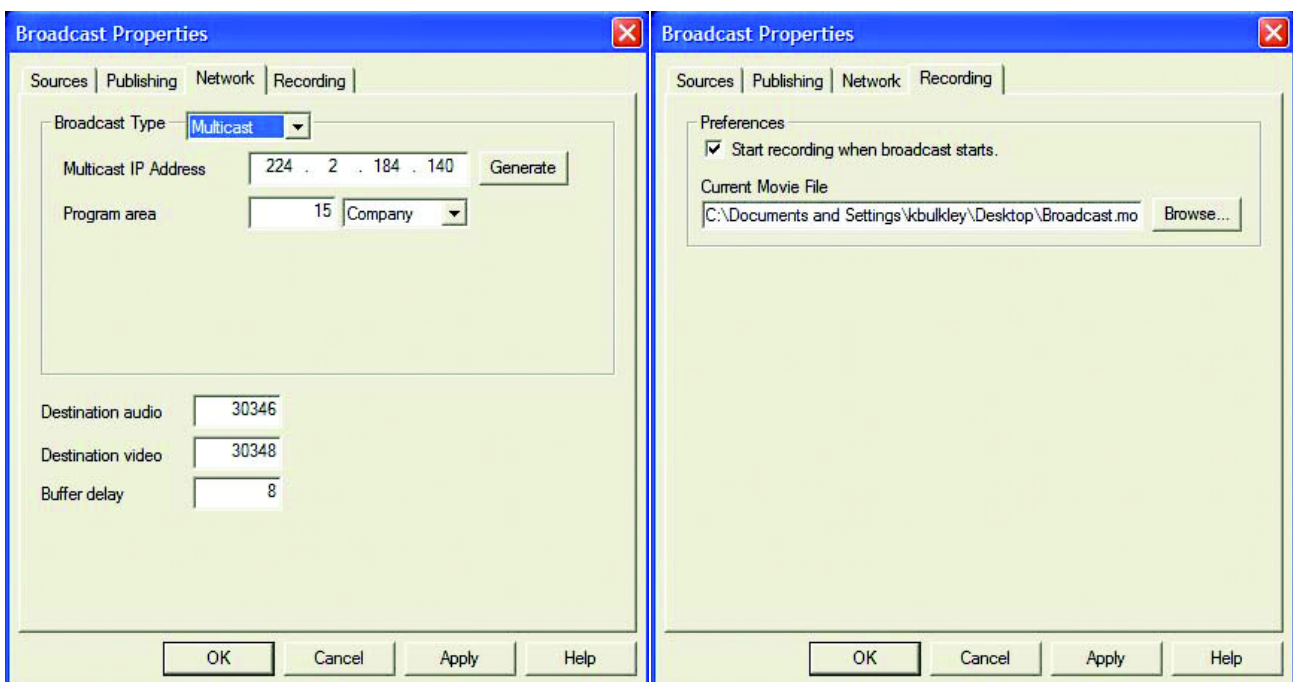 Broadcast Properties
Sources Publishing Network Recording
Broadcast Type Multicast
Multicast IP Address 224 . 2 . 184 . 140 Generate
Program area 15 Company
Destination audio 30346
Destination video 30348
Buffer delay 8
OK Cancel Apply Help
Broadcast Properties
Sources Publishing Network Recording
Preferences
Start recording when broadcast starts.
Current Movie File
C:\Documents and Settings\kbulkley\Desktop\Broadcast.mo Browse...
OK Cancel Apply Help